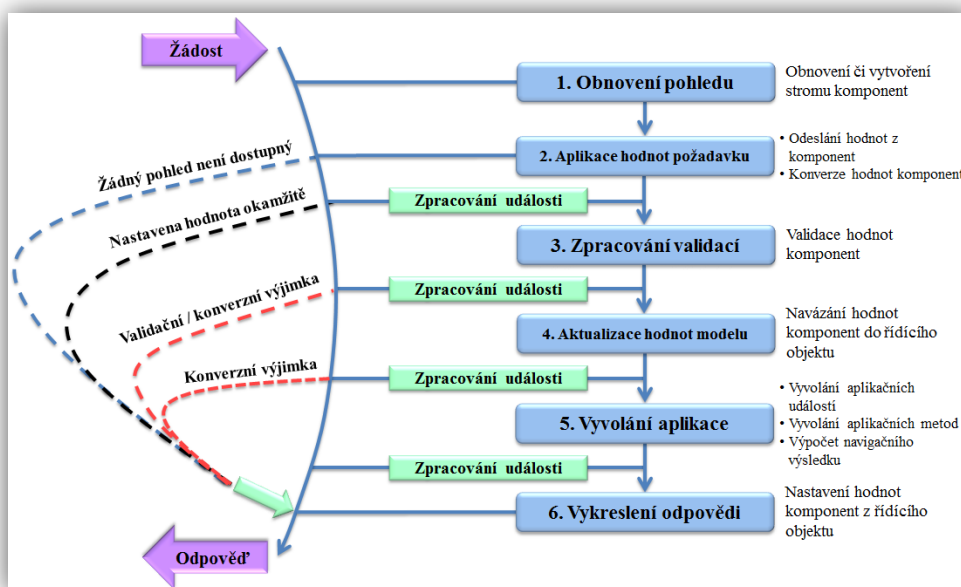 Žádost
1. Obnovení pohledu
Obnovení či vytvoření
stromu komponent
Žádný pohled není dostupný
2. Aplikace hodnot požadavku
• Odeslání hodnot z
komponent
• Konverze hodnot komponent
Nastavena hodnota okamžitě
Zpracování události
3. Zpracování validací
Validace hodnot
komponent
Validační / konverzní výjimka
Zpracování události
4. Aktualizace hodnot modelu
Navázání hodnot
komponent do řídícího
objektu
Konverzní výjimka
Zpracování události
5. Vyvolání aplikace
• Vyvolání aplikačních
událostí
• Vyvolání aplikačních metod
• Výpočet navigačního
výsledku
Zpracování události
6. Vykreslení odpovědi
Nastavení hodnot
komponent z řídícího
objektu
Odpověď